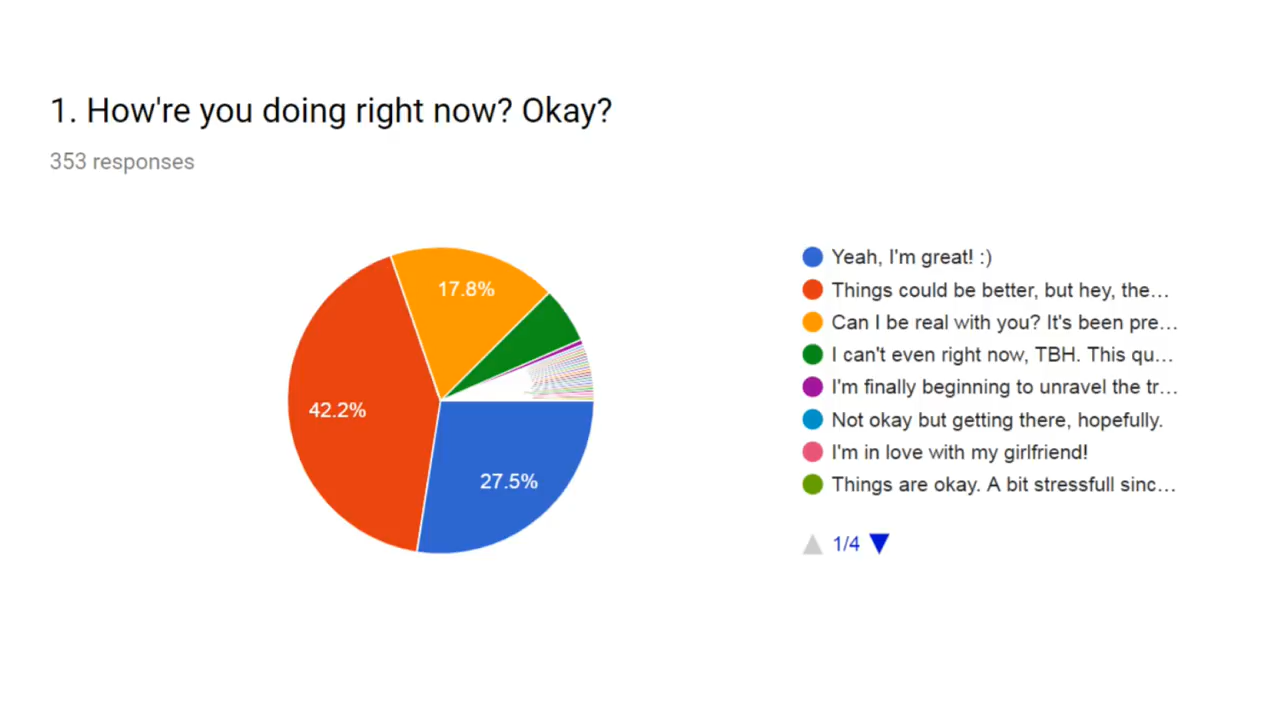 1. How're you doing right now? Okay?
353 responses
17.8%
42.2%
27.5%
Yeah, I'm great! :)
Things could be better, but hey, the…
Can I be real with you? It's been pre…
I can't even right now, TBH. This qu…
I'm finally beginning to unravel the tr…
Not okay but getting there, hopefully.
I'm in love with my girlfriend!
Things are okay. A bit stressfull sinc…
1/4